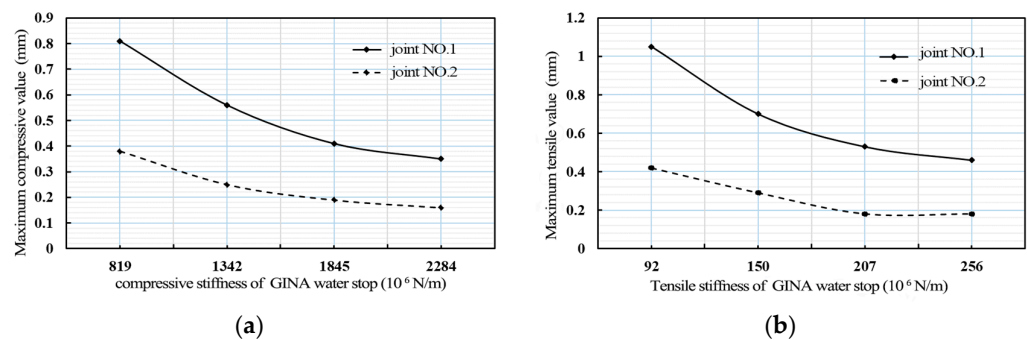 0.9
0.8
0.7
0.6
0.5
0.4
0.3
0.2
0.1
0
Maximum compressive value (mm)
joint NO.1
joint NO.2
819 1342 1845 2284
compressive stiffness of GINA water stop (10⁶ N/m)
(a)
1.2
1
0.8
0.6
0.4
0.2
0
Maximum tensile value (mm)
joint NO.1
joint NO.2
92 150 207 256
Tensile stiffness of GINA water stop (10⁶ N/m)
(b)